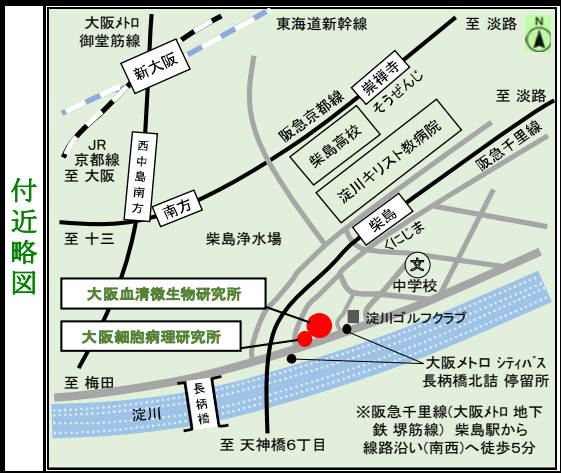 付近略図
大阪メトロ
御堂筋線
東海道新幹線
至 淡路
N
新大阪
崇禅寺
そうぜんじ
至 淡路
阪急京都線
柴島高校
阪急千里線
淀川キリスト教病院
JR
京都線
至 大阪
西中島南方
南方
柴島
くにじま
至 十三
柴島浄水場
文
中学校
大阪血清微生物研究所
淀川ゴルフクラブ
大阪細胞病理研究所
大阪メトロ シティバス
長柄橋北詰 停留所
至 梅田
長柄橋
淀川
※阪急千里線(大阪メトロ 地下
鉄 堺筋線) 柴島駅から
線路沿い(南西)へ徒歩5分
至 天神橋6丁目